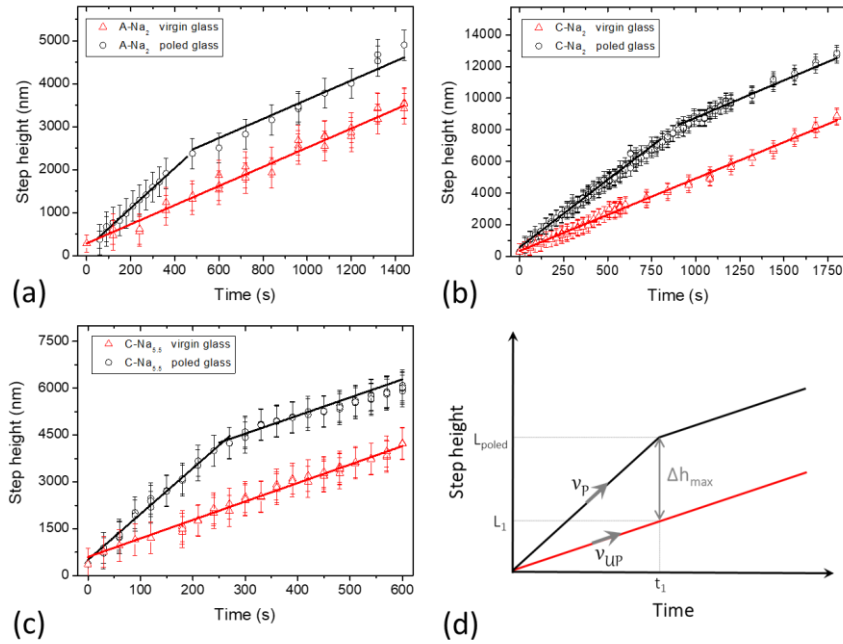 A-Na₂ virgin glass
A-Na₂ poled glass
5000
4000
3000
2000
1000
0
Step height (nm)
0 200 400 600 800 1000 1200 1400
Time (s)
(a)
C-Na₂ virgin glass
C-Na₂ poled glass
14000
12000
10000
8000
6000
4000
2000
0
Step height (nm)
0 250 500 750 1000 1250 1500 1750
Time (s)
(b)
C-Na₅.₅ virgin glass
C-Na₅.₅ poled glass
7500
6000
4500
3000
1500
0
Step height (nm)
0 100 200 300 400 500 600
Time (s)
(c)
Step height
L_poled
L₁
ν_P
ν_UP
Δh_max
t₁
Time
(d)